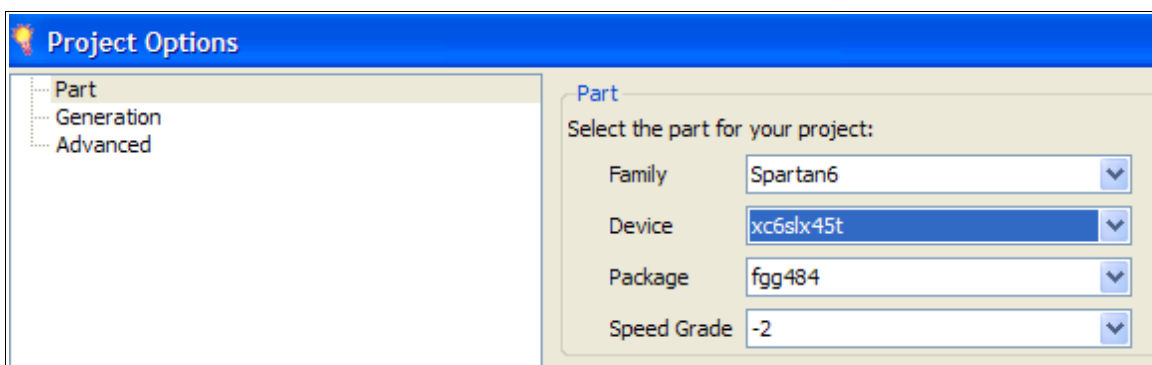 Project Options
Part
Generation
Advanced
Part
Select the part for your project:
Family Spartan6
Device xc6slx45t
Package fgg484
Speed Grade -2